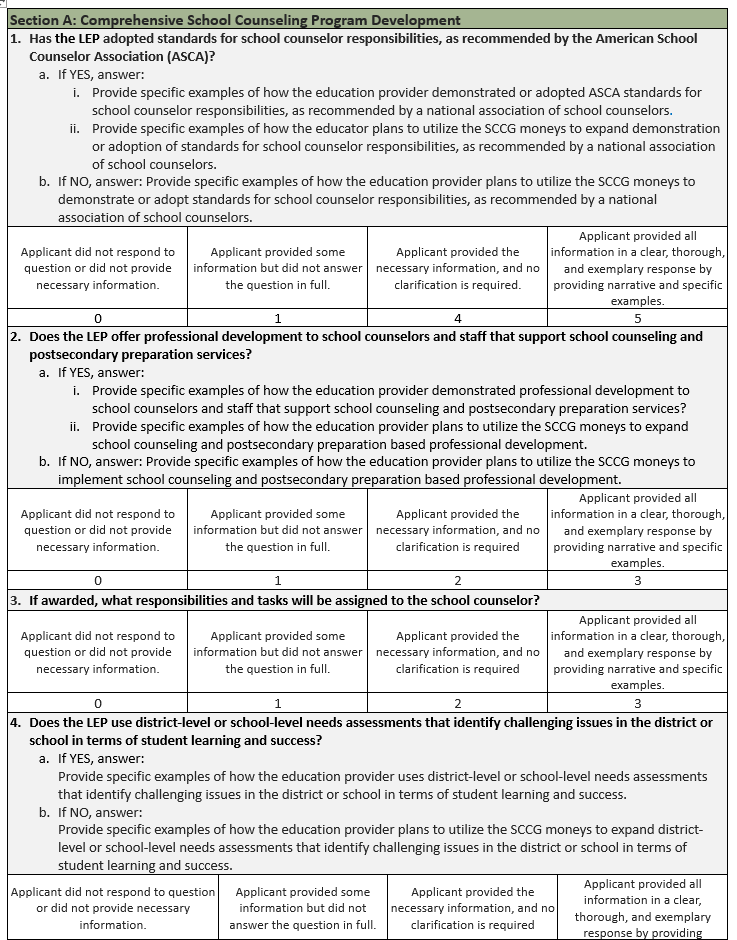 Section A: Comprehensive School Counseling Program Development
1. Has the LEP adopted standards for school counselor responsibilities, as recommended by the American School
Counselor Association (ASCA)?
a. If YES, answer:
i. Provide specific examples of how the education provider demonstrated or adopted ASCA standards for
school counselor responsibilities, as recommended by a national association of school counselors.
ii. Provide specific examples of how the educator plans to utilize the SCCG moneys to expand demonstration
or adoption of standards for school counselor responsibilities, as recommended by a national association
of school counselors.
b. If NO, answer: Provide specific examples of how the education provider plans to utilize the SCCG moneys to
demonstrate or adopt standards for school counselor responsibilities, as recommended by a national
association of school counselors.
Applicant did not respond to
question or did not provide
necessary information.
Applicant provided some
information but did not answer
the question in full.
Applicant provided the
necessary information, and no
clarification is required.
Applicant provided all
information in a clear, thorough,
and exemplary response by
providing narrative and specific
examples.
0 1 4 5
2. Does the LEP offer professional development to school counselors and staff that support school counseling and
postsecondary preparation services?
a. If YES, answer:
i. Provide specific examples of how the education provider demonstrated professional development to
school counselors and staff that support school counseling and postsecondary preparation services?
ii. Provide specific examples of how the education provider plans to utilize the SCCG moneys to expand
school counseling and postsecondary preparation based professional development.
b. If NO, answer: Provide specific examples of how the education provider plans to utilize the SCCG moneys to
implement school counseling and postsecondary preparation based professional development.
Applicant did not respond to
question or did not provide
necessary information.
Applicant provided some
information but did not answer
the question in full.
Applicant provided the
necessary information, and no
clarification is required
Applicant provided all
information in a clear, thorough,
and exemplary response by
providing narrative and specific
examples.
0 1 2 3
3. If awarded, what responsibilities and tasks will be assigned to the school counselor?
Applicant did not respond to
question or did not provide
necessary information.
Applicant provided some
information but did not answer
the question in full.
Applicant provided the
necessary information, and no
clarification is required
Applicant provided all
information in a clear, thorough,
and exemplary response by
providing narrative and specific
examples.
0 1 2 3
4. Does the LEP use district-level or school-level needs assessments that identify challenging issues in the district or
school in terms of student learning and success?
a. If YES, answer:
Provide specific examples of how the education provider uses district-level or school-level needs assessments
that identify challenging issues in the district or school in terms of student learning and success.
b. If NO, answer:
Provide specific examples of how the education provider plans to utilize the SCCG moneys to expand district-
level or school-level needs assessments that identify challenging issues in the district or school in terms of
student learning and success.
Applicant did not respond to question
or did not provide necessary
information.
Applicant provided some
information but did not
answer the question in full.
Applicant provided the
necessary information, and no
clarification is required
Applicant provided all
information in a clear,
thorough, and exemplary
response by providing